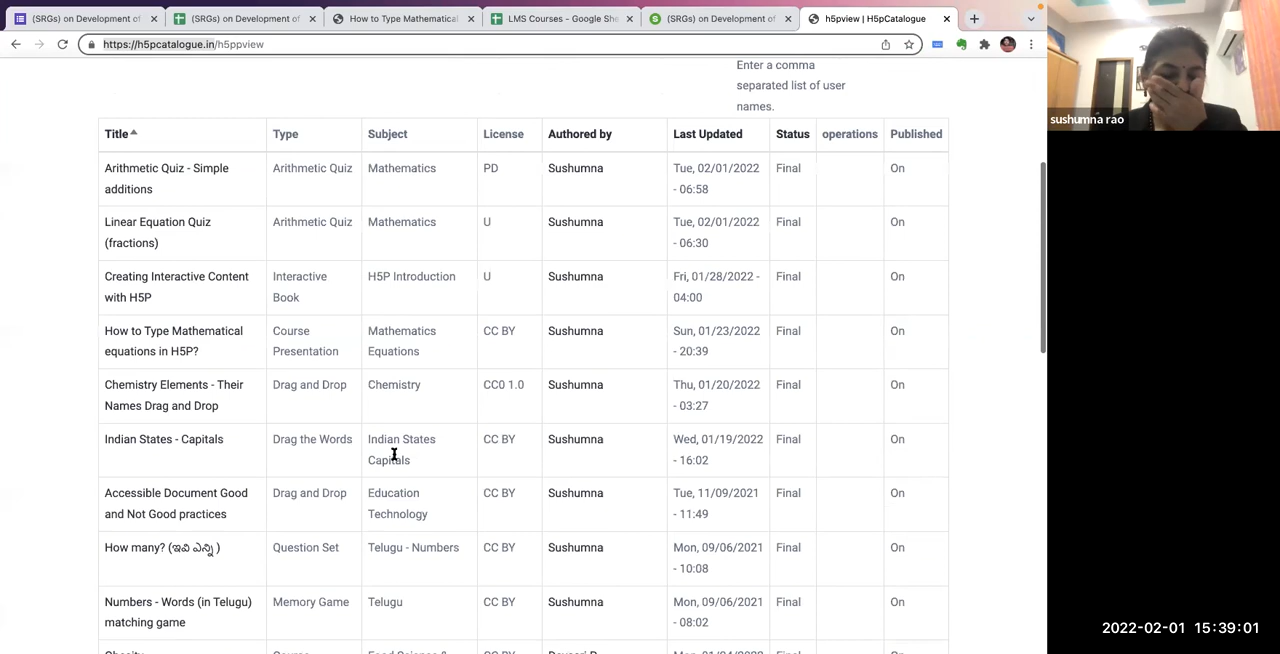 (SRGs) on Development of
(SRGs) on Development of
How to Type Mathematical
LMS Courses - Google She
(SRGs) on Development of
h5pview | H5pCatalogue
https://h5pcatalogue.in/h5ppview
Enter a comma
separated list of user
names.
Title Type Subject License Authored by Last Updated Status operations Published
Arithmetic Quiz - Simple additions Arithmetic Quiz Mathematics PD Sushumna Tue, 02/01/2022 - 06:58 Final On
Linear Equation Quiz (fractions) Arithmetic Quiz Mathematics U Sushumna Tue, 02/01/2022 - 06:30 Final On
Creating Interactive Content with H5P Interactive Book H5P Introduction U Sushumna Fri, 01/28/2022 - 04:00 Final On
How to Type Mathematical equations in H5P? Course Presentation Mathematics Equations CC BY Sushumna Sun, 01/23/2022 - 20:39 Final On
Chemistry Elements - Their Names Drag and Drop Drag and Drop Chemistry CC0 1.0 Sushumna Thu, 01/20/2022 - 03:27 Final On
Indian States - Capitals Drag the Words Indian States Capitals CC BY Sushumna Wed, 01/19/2022 - 16:02 Final On
Accessible Document Good and Not Good practices Drag and Drop Education Technology CC BY Sushumna Tue, 11/09/2021 - 11:49 Final On
How many? (ఇవి ఎన్ని ) Question Set Telugu - Numbers CC BY Sushumna Mon, 09/06/2021 - 10:08 Final On
Numbers - Words (in Telugu) matching game Memory Game Telugu CC BY Sushumna Mon, 09/06/2021 - 08:02 Final On
sushumna rao
2022-02-01 15:39:01